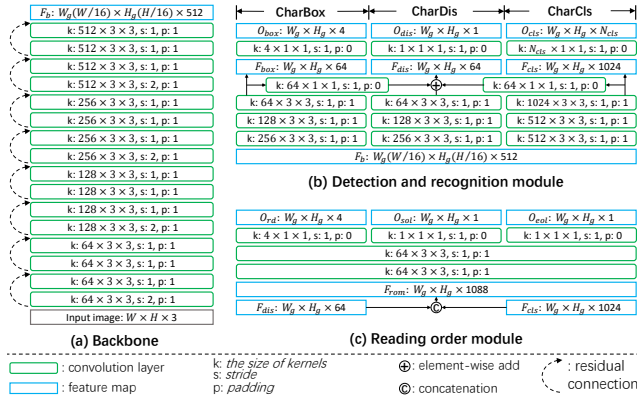 F_b: W_g(W/16) × H_g(H/16) × 512
k: 512 × 3 × 3, s: 1, p: 1
k: 512 × 3 × 3, s: 1, p: 1
k: 512 × 3 × 3, s: 1, p: 1
k: 512 × 3 × 3, s: 2, p: 1
k: 256 × 3 × 3, s: 1, p: 1
k: 256 × 3 × 3, s: 1, p: 1
k: 256 × 3 × 3, s: 1, p: 1
k: 256 × 3 × 3, s: 2, p: 1
k: 128 × 3 × 3, s: 1, p: 1
k: 128 × 3 × 3, s: 1, p: 1
k: 128 × 3 × 3, s: 1, p: 1
k: 128 × 3 × 3, s: 2, p: 1
k: 64 × 3 × 3, s: 1, p: 1
k: 64 × 3 × 3, s: 1, p: 1
k: 64 × 3 × 3, s: 1, p: 1
k: 64 × 3 × 3, s: 2, p: 1
Input image: W × H × 3
(a) Backbone
CharBox CharDis CharCls
O_box: W_g × H_g × 4 O_dis: W_g × H_g × 1 O_cls: W_g × H_g × N_cls
k: 4 × 1 × 1, s: 1, p: 0 k: 1 × 1 × 1, s: 1, p: 0 k: N_cls × 1 × 1, s: 1, p: 0
F_box: W_g × H_g × 64 F_dis: W_g × H_g × 64 F_cls: W_g × H_g × 1024
k: 64 × 1 × 1, s: 1, p: 0 ⊕ k: 64 × 1 × 1, s: 1, p: 0
k: 64 × 3 × 3, s: 1, p: 1 k: 64 × 3 × 3, s: 1, p: 1 k: 1024 × 3 × 3, s: 1, p: 1
k: 128 × 3 × 3, s: 1, p: 1 k: 128 × 3 × 3, s: 1, p: 1 k: 512 × 3 × 3, s: 1, p: 1
k: 256 × 3 × 3, s: 1, p: 1 k: 256 × 3 × 3, s: 1, p: 1 k: 512 × 3 × 3, s: 1, p: 1
F_b: W_g(W/16) × H_g(H/16) × 512
(b) Detection and recognition module
O_rd: W_g × H_g × 4 O_sol: W_g × H_g × 1 O_eol: W_g × H_g × 1
k: 4 × 1 × 1, s: 1, p: 0 k: 1 × 1 × 1, s: 1, p: 0 k: 1 × 1 × 1, s: 1, p: 0
k: 64 × 3 × 3, s: 1, p: 1
k: 64 × 3 × 3, s: 1, p: 1
F_rom: W_g × H_g × 1088
F_dis: W_g × H_g × 64 © F_cls: W_g × H_g × 1024
(c) Reading order module
: convolution layer
: feature map
k: the size of kernels
s: stride
p: padding
⊕ : element-wise add
© : concatenation
: residual
connection